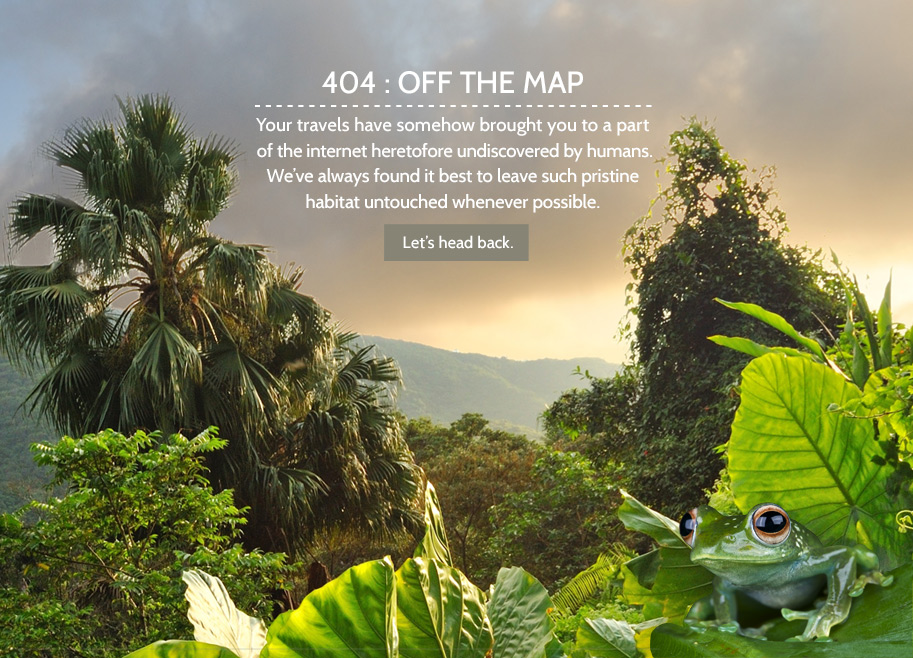 404 : OFF THE MAP
Your travels have somehow brought you to a part
of the internet heretofore undiscovered by humans.
We've always found it best to leave such pristine
habitat untouched whenever possible.
Let's head back.